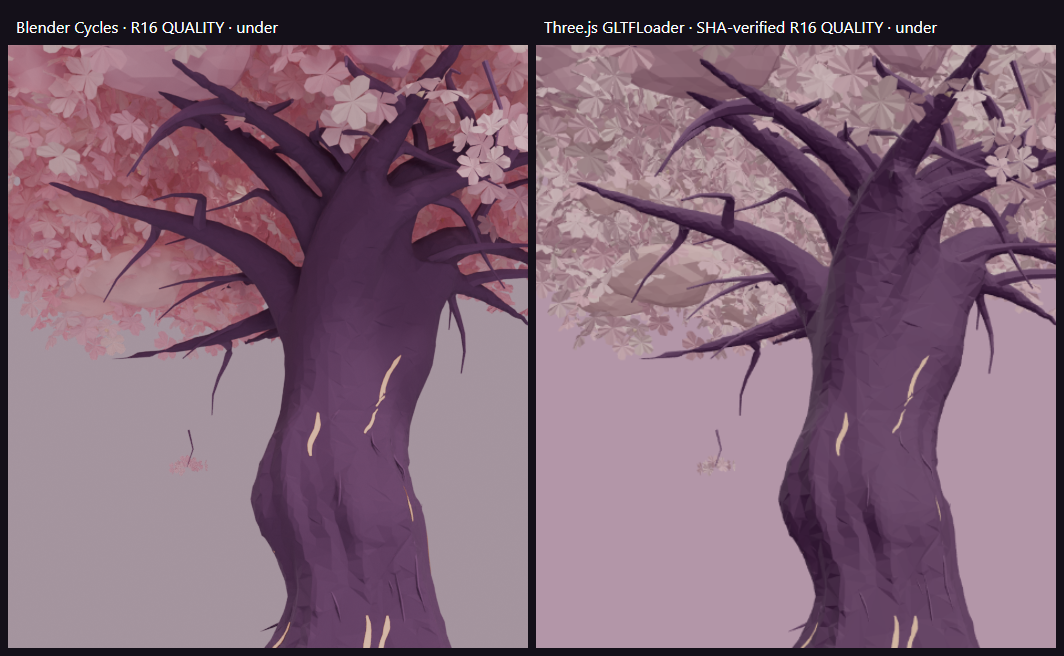 Blender Cycles · R16 QUALITY · under
Three.js GLTFLoader · SHA-verified R16 QUALITY · under